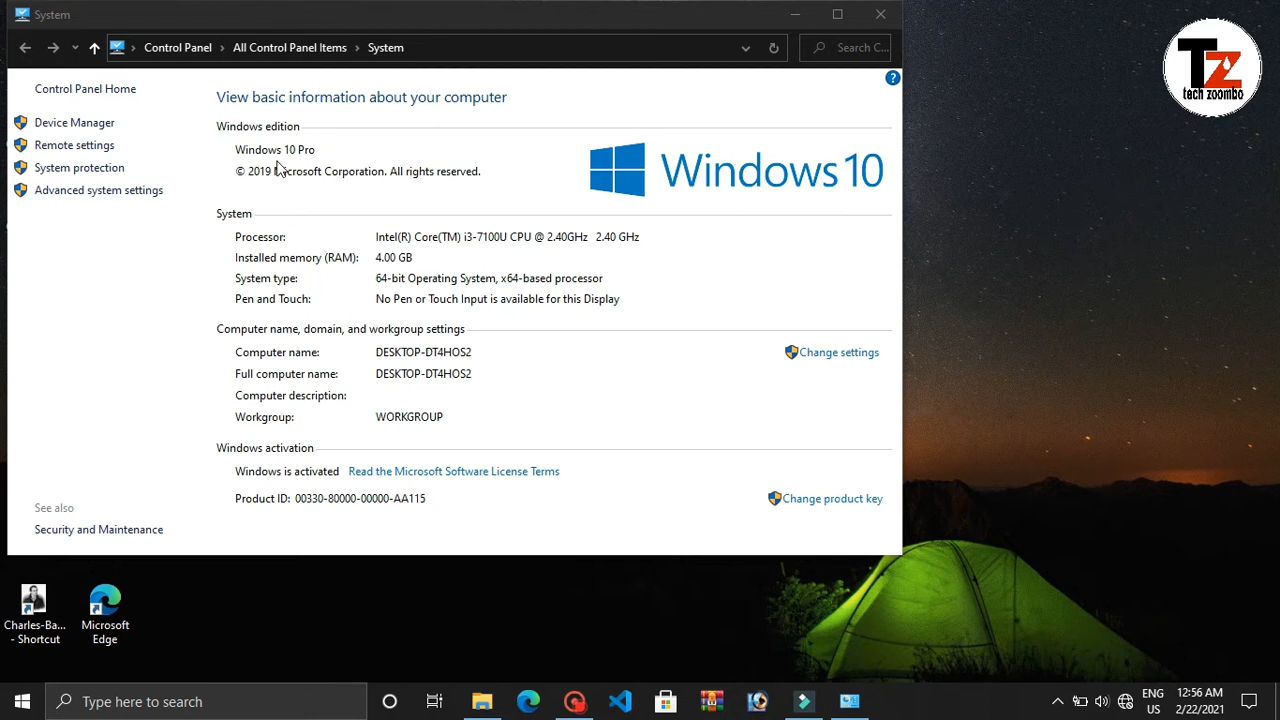 System
Control Panel > All Control Panel Items > System
Search C...
TZ
tech zoombo
Control Panel Home
Device Manager
Remote settings
System protection
Advanced system settings
See also
Security and Maintenance
?
View basic information about your computer
Windows edition
Windows 10 Pro
© 2019 Microsoft Corporation. All rights reserved.
Windows 10
System
Processor: Intel(R) Core(TM) i3-7100U CPU @ 2.40GHz 2.40 GHz
Installed memory (RAM): 4.00 GB
System type: 64-bit Operating System, x64-based processor
Pen and Touch: No Pen or Touch Input is available for this Display
Computer name, domain, and workgroup settings
Computer name: DESKTOP-DT4HOS2
Change settings
Full computer name: DESKTOP-DT4HOS2
Computer description:
Workgroup: WORKGROUP
Windows activation
Windows is activated Read the Microsoft Software License Terms
Product ID: 00330-80000-00000-AA115
Change product key
Charles-Ba...
- Shortcut
Microsoft
Edge
Type here to search
ENG
US
12:56 AM
2/22/2021